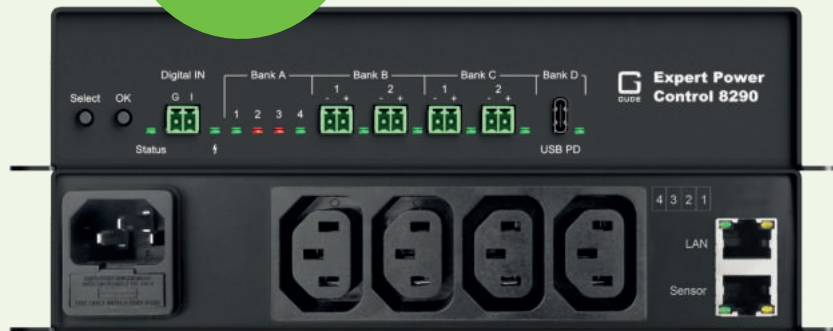 Digital IN
Bank A
Bank B
Bank C
Bank D
G I
1 2
1 2
- + - +
- + - +
Select OK
1 2 3 4
Status
USB PD
G
GUDE
Expert Power
Control 8290
4 3 2 1
LAN
Sensor